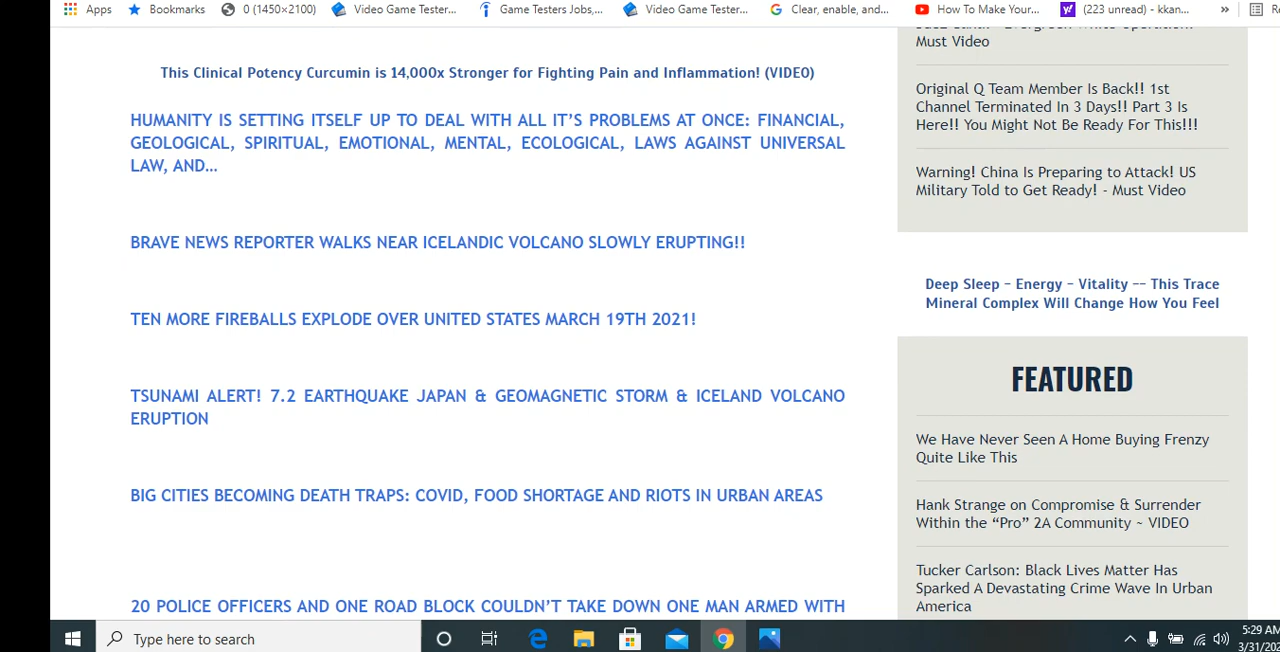 Apps
Bookmarks
0 (1450×2100)
Video Game Tester...
Game Testers Jobs,...
Video Game Tester...
Clear, enable, and...
How To Make Your...
(223 unread) - kkan...
»
This Clinical Potency Curcumin is 14,000x Stronger for Fighting Pain and Inflammation! (VIDEO)
HUMANITY IS SETTING ITSELF UP TO DEAL WITH ALL IT’S PROBLEMS AT ONCE: FINANCIAL,
GEOLOGICAL, SPIRITUAL, EMOTIONAL, MENTAL, ECOLOGICAL, LAWS AGAINST UNIVERSAL
LAW, AND…
BRAVE NEWS REPORTER WALKS NEAR ICELANDIC VOLCANO SLOWLY ERUPTING!!
TEN MORE FIREBALLS EXPLODE OVER UNITED STATES MARCH 19TH 2021!
TSUNAMI ALERT! 7.2 EARTHQUAKE JAPAN & GEOMAGNETIC STORM & ICELAND VOLCANO
ERUPTION
BIG CITIES BECOMING DEATH TRAPS: COVID, FOOD SHORTAGE AND RIOTS IN URBAN AREAS
20 POLICE OFFICERS AND ONE ROAD BLOCK COULDN’T TAKE DOWN ONE MAN ARMED WITH
Must Video
Original Q Team Member Is Back!! 1st
Channel Terminated In 3 Days!! Part 3 Is
Here!! You Might Not Be Ready For This!!!
Warning! China Is Preparing to Attack! US
Military Told to Get Ready! - Must Video
Deep Sleep – Energy – Vitality –– This Trace
Mineral Complex Will Change How You Feel
FEATURED
We Have Never Seen A Home Buying Frenzy
Quite Like This
Hank Strange on Compromise & Surrender
Within the “Pro” 2A Community ~ VIDEO
Tucker Carlson: Black Lives Matter Has
Sparked A Devastating Crime Wave In Urban
America
Type here to search
5:29 AM
3/31/202